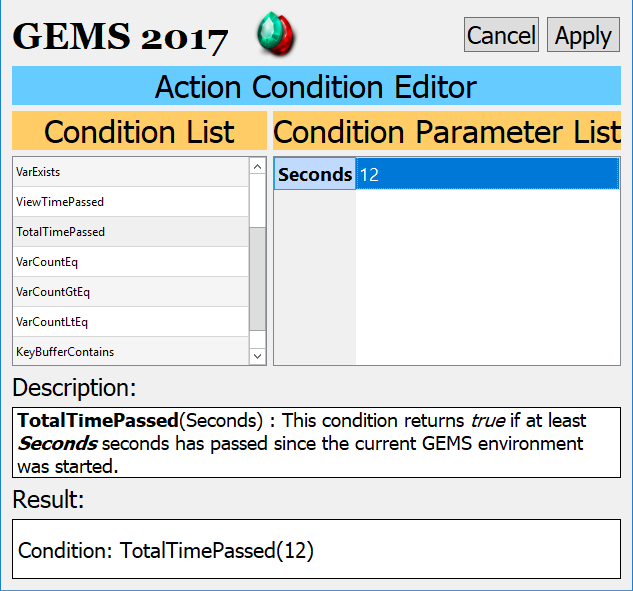 GEMS 2017
Cancel Apply
Action Condition Editor
Condition List
Condition Parameter List
VarExists
ViewTimePassed
TotalTimePassed
VarCountEq
VarCountGtEq
VarCountLtEq
KeyBufferContains
Seconds 12
Description:
TotalTimePassed(Seconds) : This condition returns true if at least
Seconds seconds has passed since the current GEMS environment
was started.
Result:
Condition: TotalTimePassed(12)